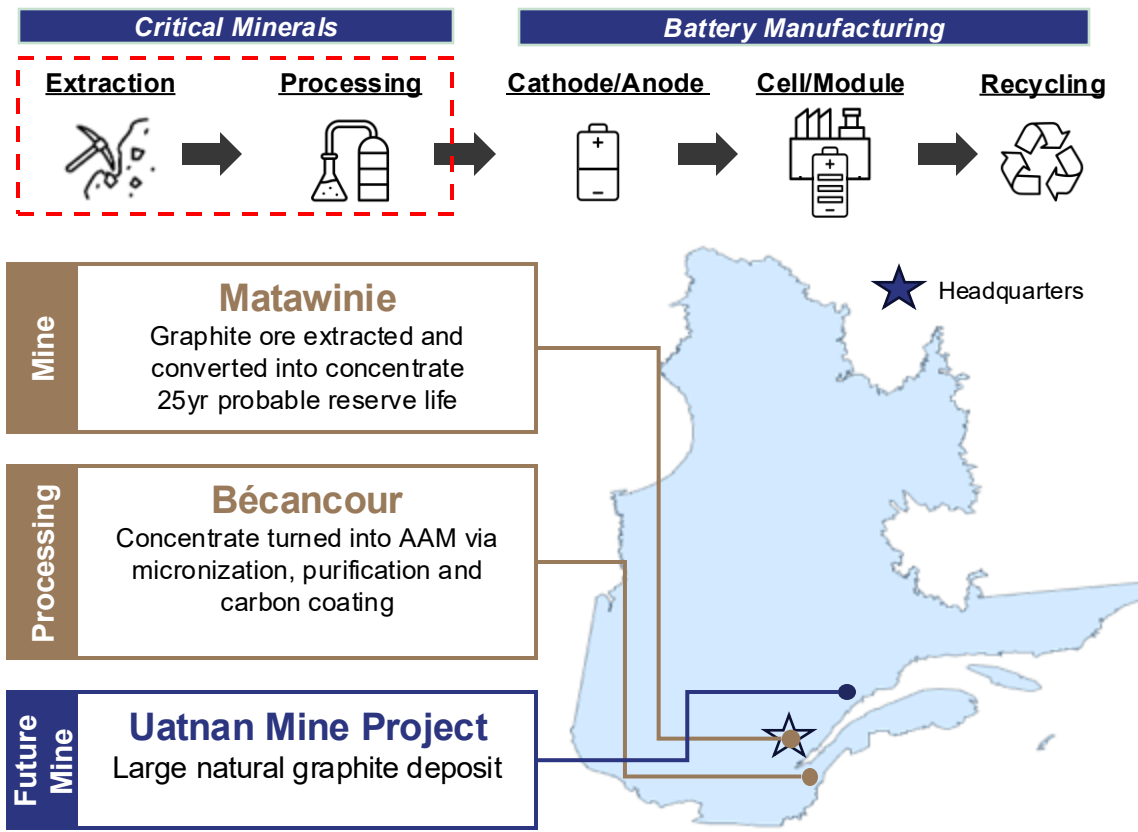 Critical Minerals
Battery Manufacturing
Extraction
Processing
Cathode/Anode
Cell/Module
Recycling
Headquarters
Mine
Matawinie
Graphite ore extracted and
converted into concentrate
25yr probable reserve life
Processing
Bécancour
Concentrate turned into AAM via
micronization, purification and
carbon coating
Future
Mine
Uatnan Mine Project
Large natural graphite deposit